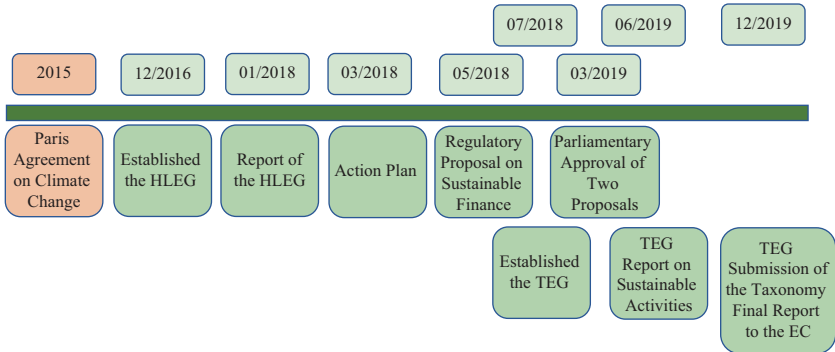 07/2018
06/2019
12/2019
2015
12/2016
01/2018
03/2018
05/2018
03/2019
Paris
Agreement
on Climate
Change
Established
the HLEG
Report of
the HLEG
Action Plan
Regulatory
Proposal on
Sustainable
Finance
Parliamentary
Approval of
Two
Proposals
Established
the TEG
TEG
Report on
Sustainable
Activities
TEG
Submission of
the Taxonomy
Final Report
to the EC